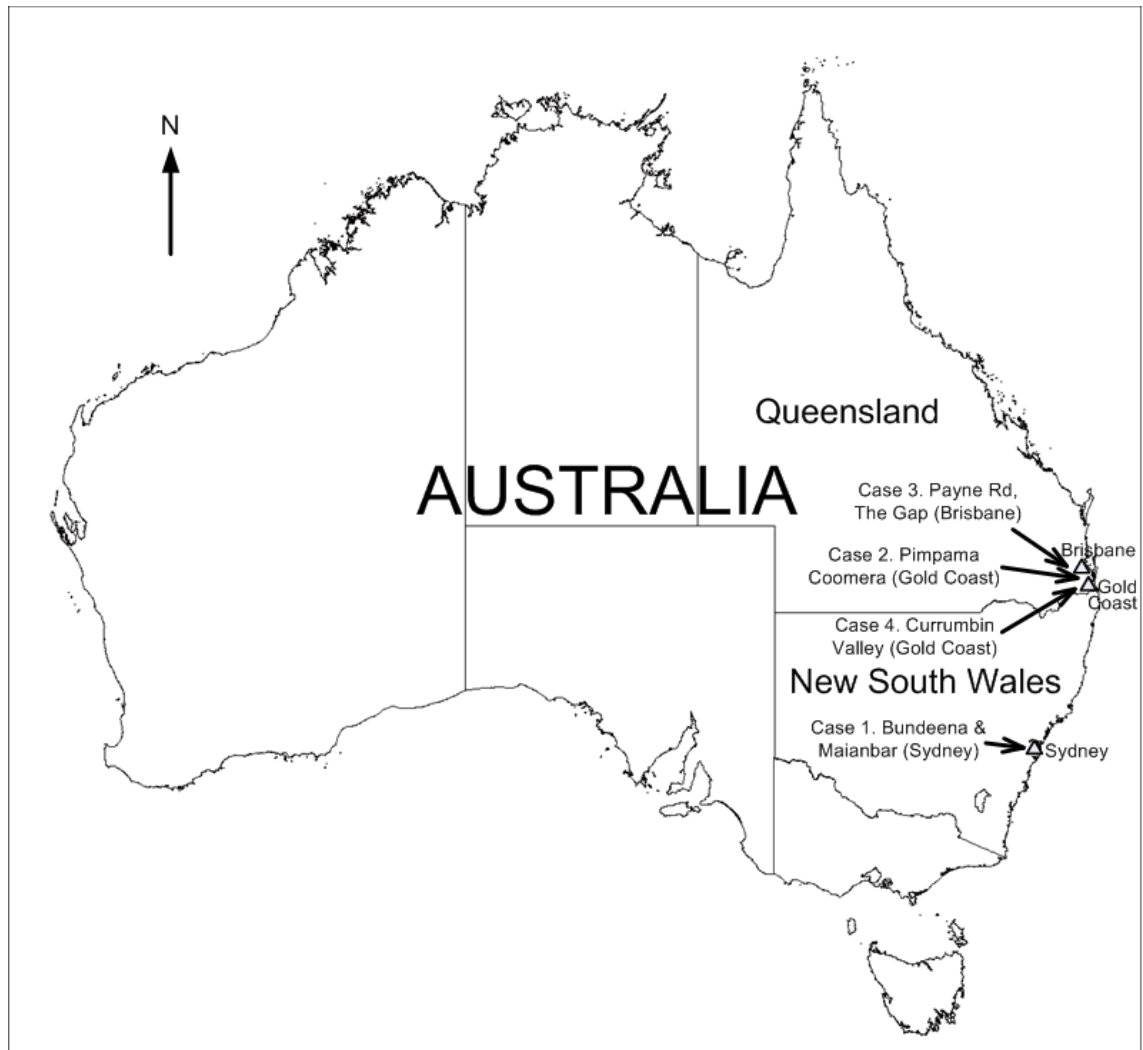 N
Queensland
AUSTRALIA
Case 3. Payne Rd,
The Gap (Brisbane)
Brisbane
Case 2. Pimpama
Coomera (Gold Coast)
Gold
Coast
Case 4. Currumbin
Valley (Gold Coast)
New South Wales
Case 1. Bundeena &
Maianbar (Sydney)
Sydney